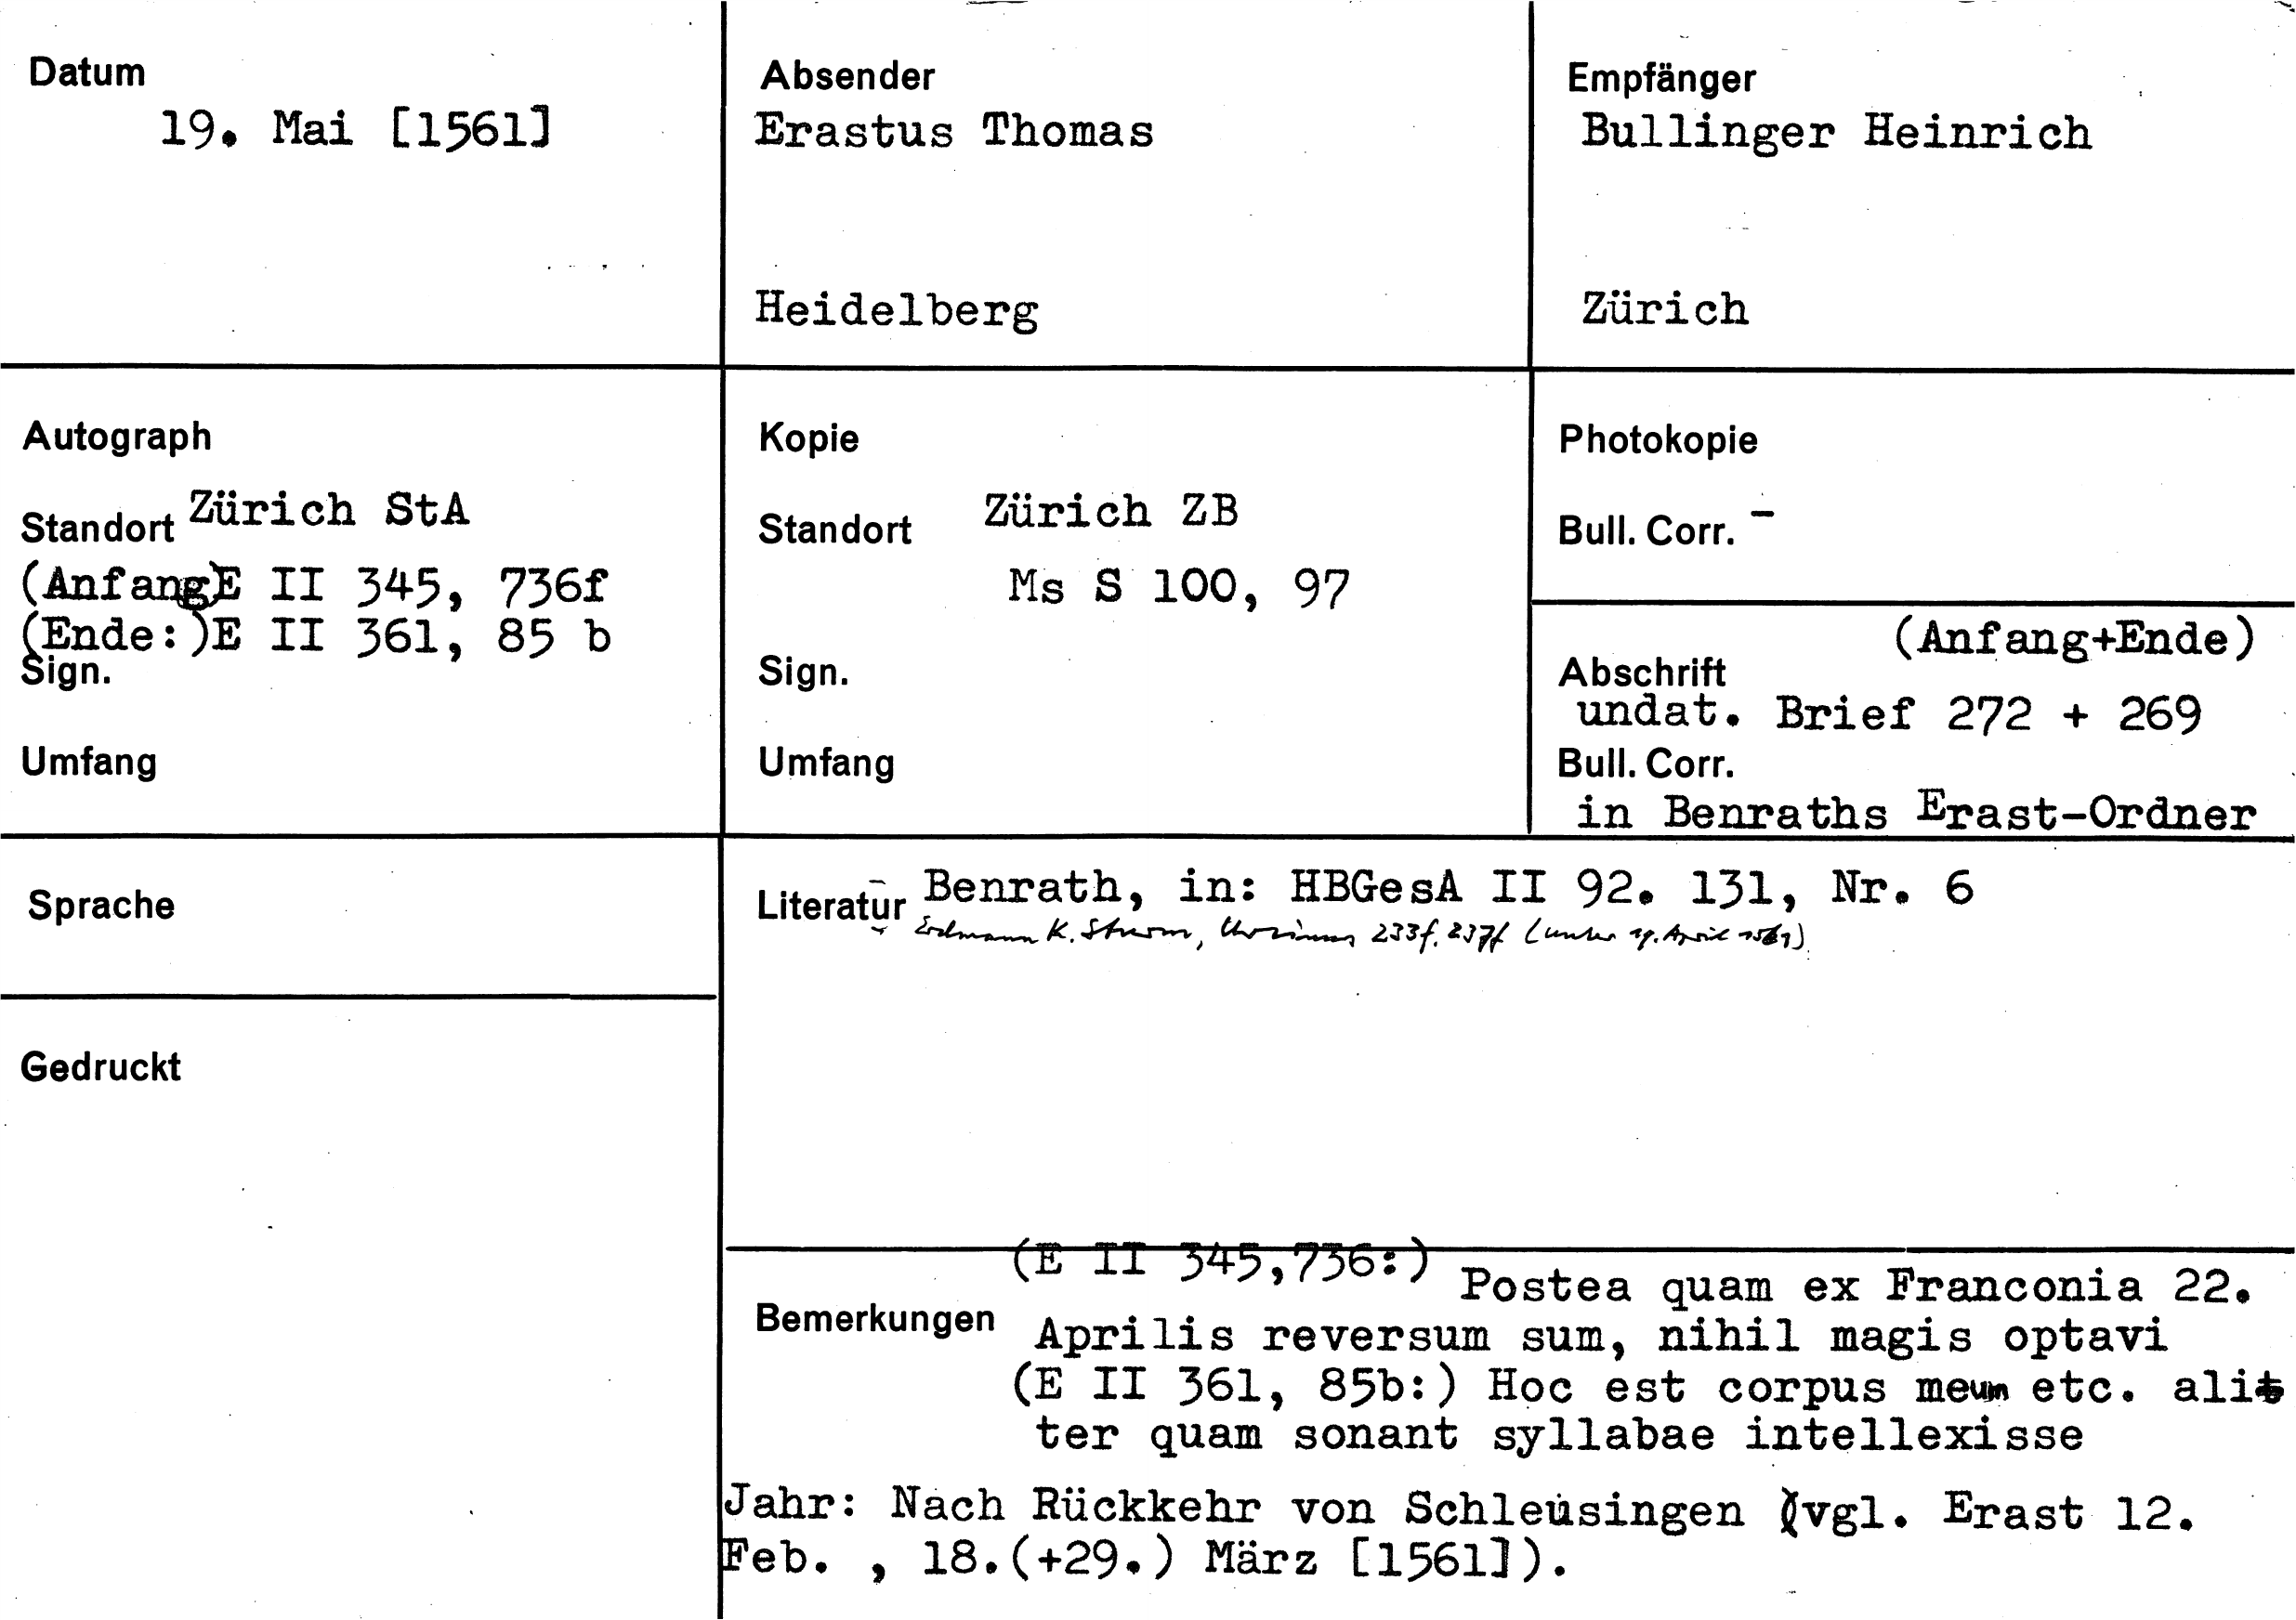 Datum
19. Mai [1561]
Absender
Erastus Thomas
Heidelberg
Empfänger
Bullinger Heinrich
Zürich
Autograph
Standort Zürich StA
(Anfang)E II 345, 736f
(Ende:)E II 361, 85 b
Sign.
Umfang
Kopie
Standort Zürich ZB
Ms S 100, 97
Sign.
Umfang
Photokopie
Bull. Corr. -
(Anfang+Ende)
Abschrift
undat. Brief 272 + 269
Bull. Corr.
in Benraths Erast-Ordner
Sprache
Gedruckt
Literatur Benrath, in: HBGesA II 92. 131, Nr. 6
Erdmann K. Sturm, Ursinus 233f. 237f (unter 19. April 1561)
(E II 345,736:) Postea quam ex Franconia 22.
Bemerkungen Aprilis reversum sum, nihil magis optavi
(E II 361, 85b:) Hoc est corpus meum etc. ali
ter quam sonant syllabae intellexisse
Jahr: Nach Rückkehr von Schleusingen (vgl. Erast 12.
Feb. , 18.(+29.) März [1561]).